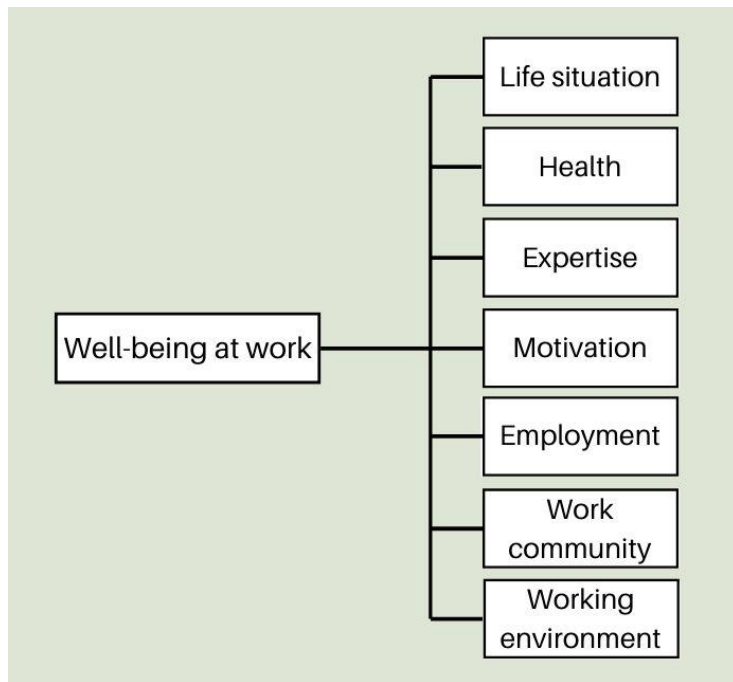 Life situation
Health
Expertise
Well-being at work
Motivation
Employment
Work
community
Working
environment